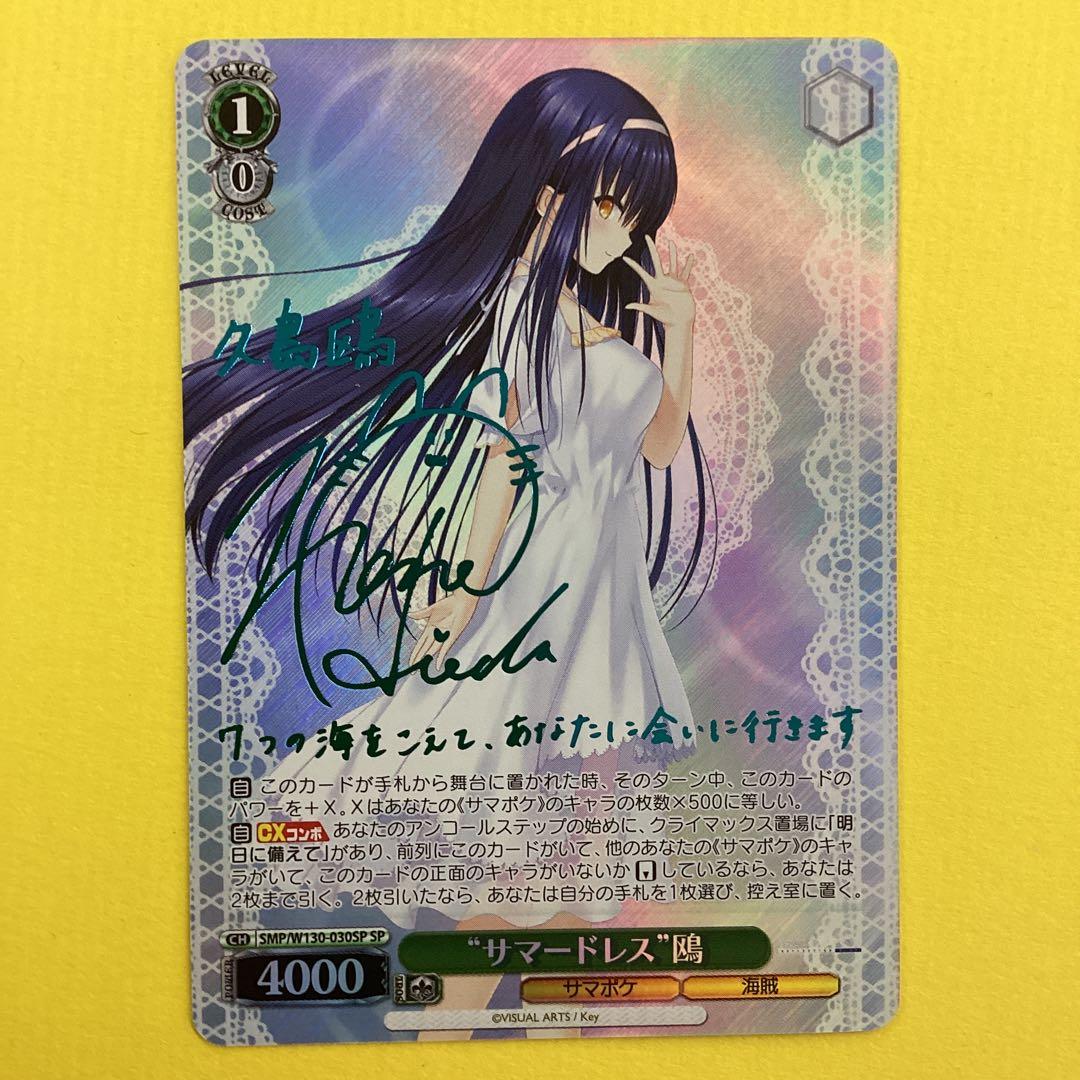 LEVEL
1
0
COST
久島鴎
7つの海をこえて、あなたに会いに行きます
自 このカードが手札から舞台に置かれた時、そのターン中、このカードの
パワーを＋X。Xはあなたの《サマポケ》のキャラの枚数×500に等しい。
自 CXコンボ あなたのアンコールステップの始めに、クライマックス置場に「明
日に備えて」があり、前列にこのカードがいて、他のあなたの《サマポケ》のキャ
ラがいて、このカードの正面のキャラがいないかしているなら、あなたは
2枚まで引く。2枚引いたなら、あなたは自分の手札を1枚選び、控え室に置く。
CH SMP/W130-030SP SP
“サマードレス”鴎
POWER 4000 SOUL
サマポケ 海賊
©VISUAL ARTS / Key